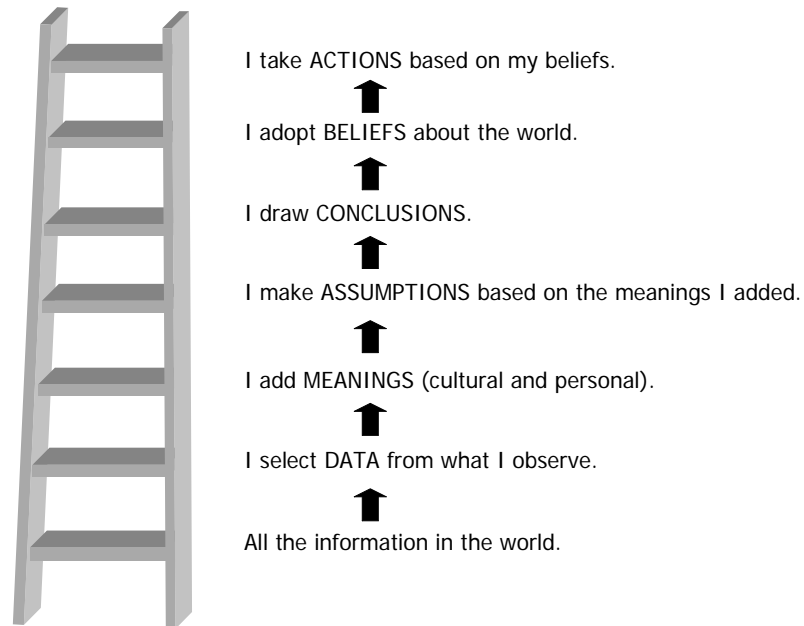 I take ACTIONS based on my beliefs.
I adopt BELIEFS about the world.
I draw CONCLUSIONS.
I make ASSUMPTIONS based on the meanings I added.
I add MEANINGS (cultural and personal).
I select DATA from what I observe.
All the information in the world.